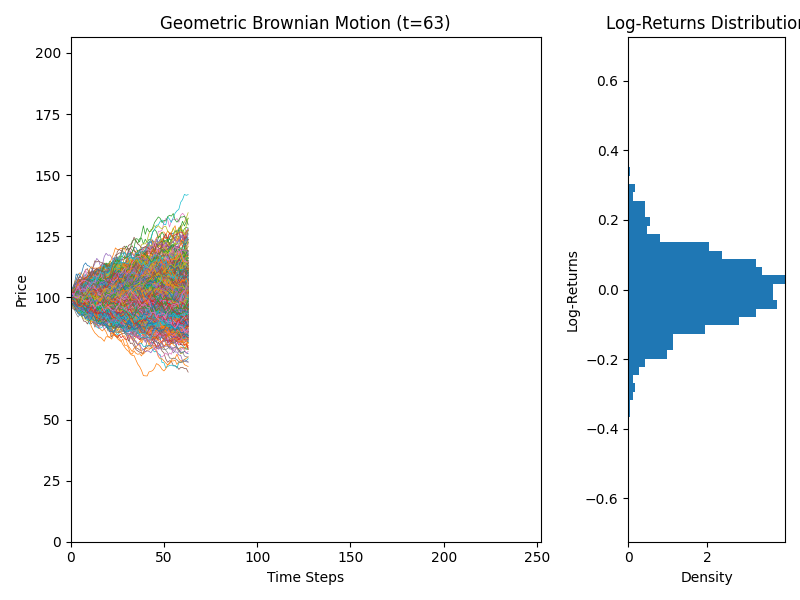 Geometric Brownian Motion (t=63)
Price
200
175
150
125
100
75
50
25
0
0 50 100 150 200 250
Time Steps
Log-Returns Distribution
Log-Returns
0.6
0.4
0.2
0.0
−0.2
−0.4
−0.6
0 2
Density